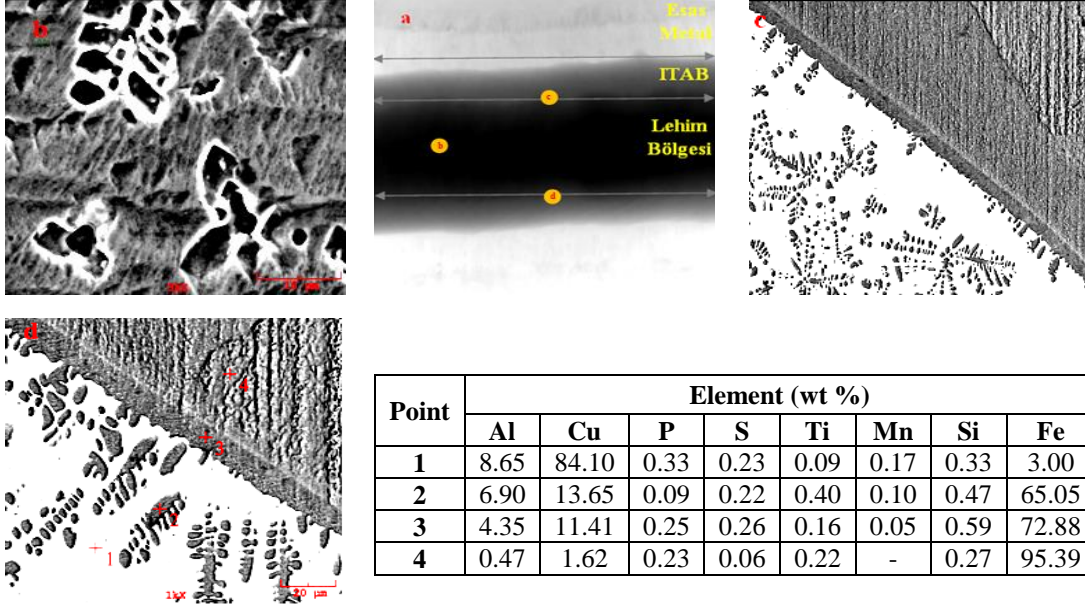 b
a
Esas
Metal
ITAB
c
b
Lehim
Bölgesi
d
c
d
4
3
2
1
20 µm
Point Element (wt %)
Al Cu P S Ti Mn Si Fe
1 8.65 84.10 0.33 0.23 0.09 0.17 0.33 3.00
2 6.90 13.65 0.09 0.22 0.40 0.10 0.47 65.05
3 4.35 11.41 0.25 0.26 0.16 0.05 0.59 72.88
4 0.47 1.62 0.23 0.06 0.22 - 0.27 95.39